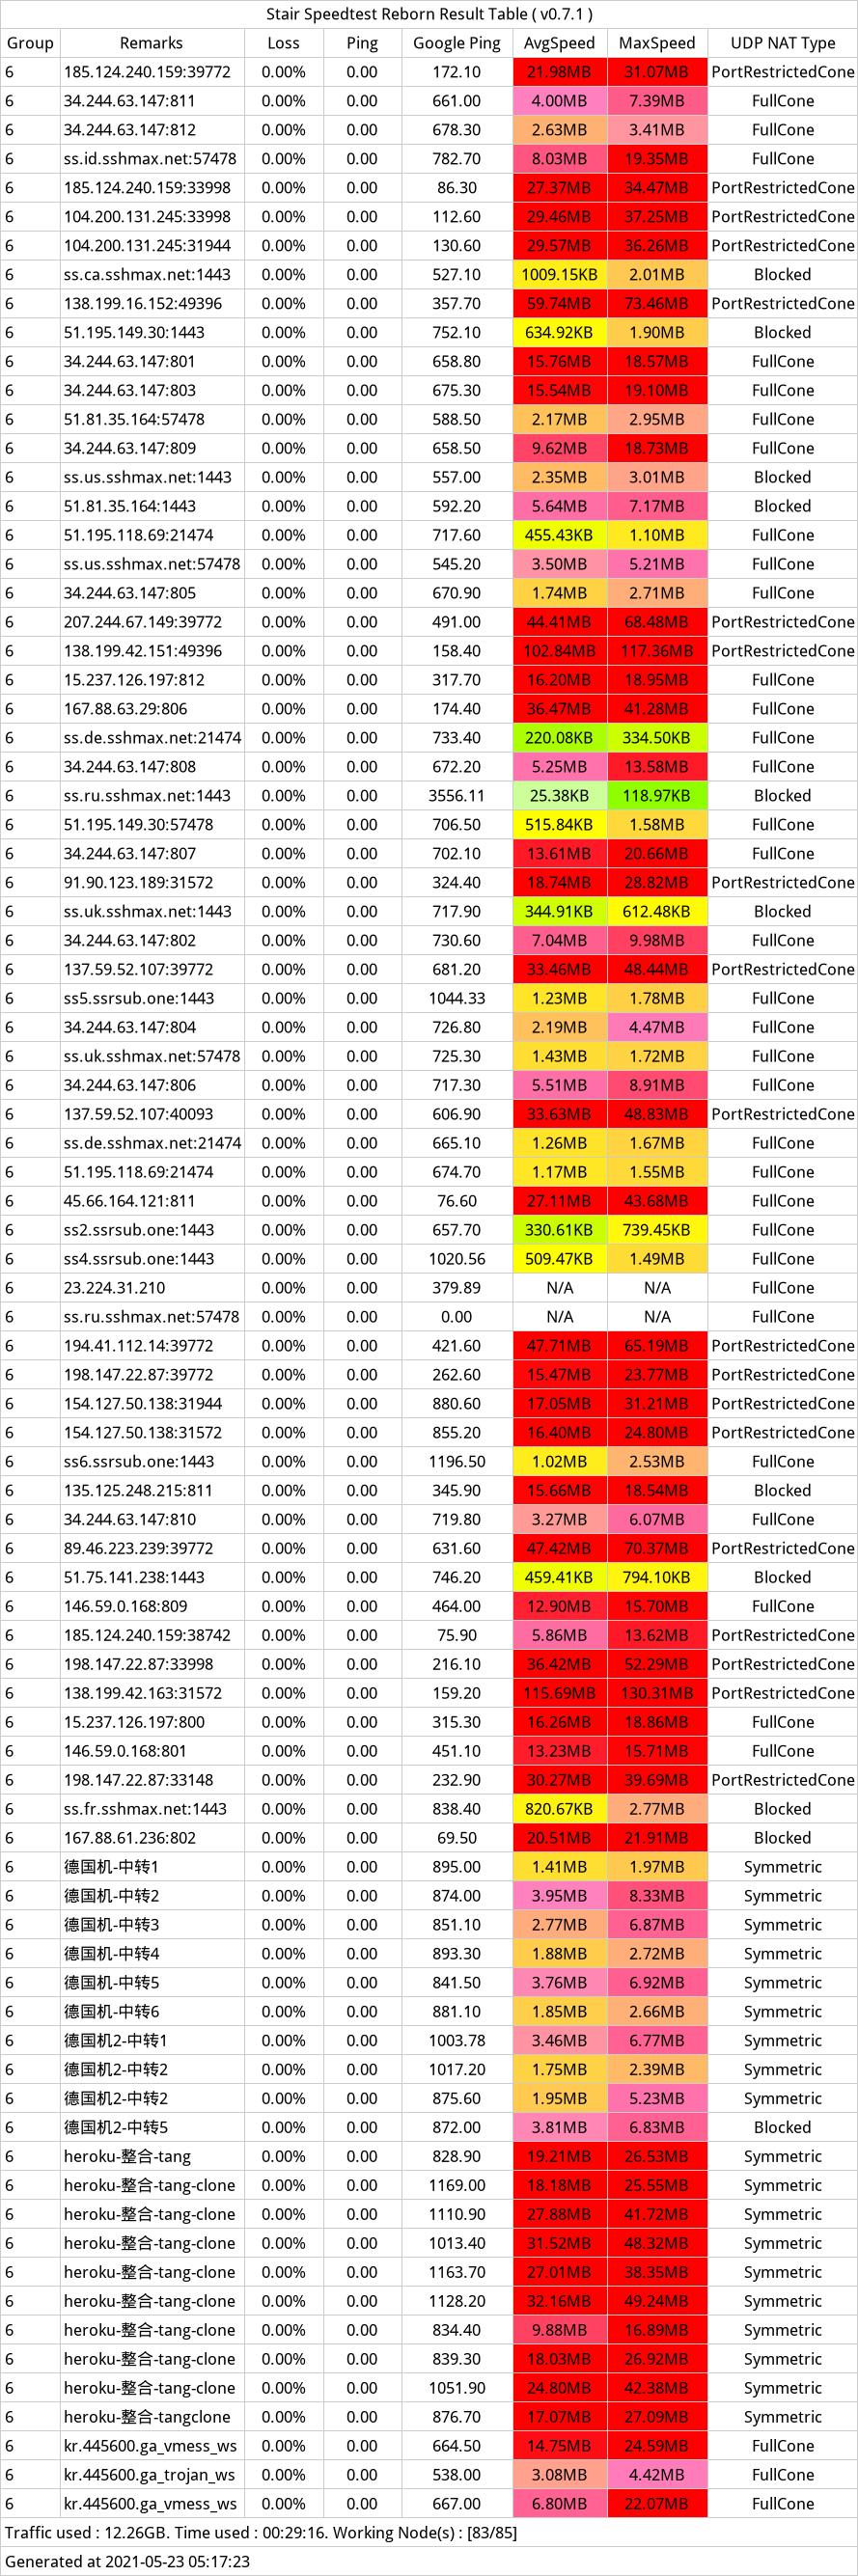 Stair Speedtest Reborn Result Table ( v0.7.1 )
Group Remarks Loss Ping Google Ping AvgSpeed MaxSpeed UDP NAT Type
6 185.124.240.159:39772 0.00% 0.00 172.10 21.98MB 31.07MB PortRestrictedCone
6 34.244.63.147:811 0.00% 0.00 661.00 4.00MB 7.39MB FullCone
6 34.244.63.147:812 0.00% 0.00 678.30 2.63MB 3.41MB FullCone
6 ss.id.sshmax.net:57478 0.00% 0.00 782.70 8.03MB 19.35MB FullCone
6 185.124.240.159:33998 0.00% 0.00 86.30 27.37MB 34.47MB PortRestrictedCone
6 104.200.131.245:33998 0.00% 0.00 112.60 29.46MB 37.25MB PortRestrictedCone
6 104.200.131.245:31944 0.00% 0.00 130.60 29.57MB 36.26MB PortRestrictedCone
6 ss.ca.sshmax.net:1443 0.00% 0.00 527.10 1009.15KB 2.01MB Blocked
6 138.199.16.152:49396 0.00% 0.00 357.70 59.74MB 73.46MB PortRestrictedCone
6 51.195.149.30:1443 0.00% 0.00 752.10 634.92KB 1.90MB Blocked
6 34.244.63.147:801 0.00% 0.00 658.80 15.76MB 18.57MB FullCone
6 34.244.63.147:803 0.00% 0.00 675.30 15.54MB 19.10MB FullCone
6 51.81.35.164:57478 0.00% 0.00 588.50 2.17MB 2.95MB FullCone
6 34.244.63.147:809 0.00% 0.00 658.50 9.62MB 18.73MB FullCone
6 ss.us.sshmax.net:1443 0.00% 0.00 557.00 2.35MB 3.01MB Blocked
6 51.81.35.164:1443 0.00% 0.00 592.20 5.64MB 7.17MB Blocked
6 51.195.118.69:21474 0.00% 0.00 717.60 455.43KB 1.10MB FullCone
6 ss.us.sshmax.net:57478 0.00% 0.00 545.20 3.50MB 5.21MB FullCone
6 34.244.63.147:805 0.00% 0.00 670.90 1.74MB 2.71MB FullCone
6 207.244.67.149:39772 0.00% 0.00 491.00 44.41MB 68.48MB PortRestrictedCone
6 138.199.42.151:49396 0.00% 0.00 158.40 102.84MB 117.36MB PortRestrictedCone
6 15.237.126.197:812 0.00% 0.00 317.70 16.20MB 18.95MB FullCone
6 167.88.63.29:806 0.00% 0.00 174.40 36.47MB 41.28MB FullCone
6 ss.de.sshmax.net:21474 0.00% 0.00 733.40 220.08KB 334.50KB FullCone
6 34.244.63.147:808 0.00% 0.00 672.20 5.25MB 13.58MB FullCone
6 ss.ru.sshmax.net:1443 0.00% 0.00 3556.11 25.38KB 118.97KB Blocked
6 51.195.149.30:57478 0.00% 0.00 706.50 515.84KB 1.58MB FullCone
6 34.244.63.147:807 0.00% 0.00 702.10 13.61MB 20.66MB FullCone
6 91.90.123.189:31572 0.00% 0.00 324.40 18.74MB 28.82MB PortRestrictedCone
6 ss.uk.sshmax.net:1443 0.00% 0.00 717.90 344.91KB 612.48KB Blocked
6 34.244.63.147:802 0.00% 0.00 730.60 7.04MB 9.98MB FullCone
6 137.59.52.107:39772 0.00% 0.00 681.20 33.46MB 48.44MB PortRestrictedCone
6 ss5.ssrsub.one:1443 0.00% 0.00 1044.33 1.23MB 1.78MB FullCone
6 34.244.63.147:804 0.00% 0.00 726.80 2.19MB 4.47MB FullCone
6 ss.uk.sshmax.net:57478 0.00% 0.00 725.30 1.43MB 1.72MB FullCone
6 34.244.63.147:806 0.00% 0.00 717.30 5.51MB 8.91MB FullCone
6 137.59.52.107:40093 0.00% 0.00 606.90 33.63MB 48.83MB PortRestrictedCone
6 ss.de.sshmax.net:21474 0.00% 0.00 665.10 1.26MB 1.67MB FullCone
6 51.195.118.69:21474 0.00% 0.00 674.70 1.17MB 1.55MB FullCone
6 45.66.164.121:811 0.00% 0.00 76.60 27.11MB 43.68MB FullCone
6 ss2.ssrsub.one:1443 0.00% 0.00 657.70 330.61KB 739.45KB FullCone
6 ss4.ssrsub.one:1443 0.00% 0.00 1020.56 509.47KB 1.49MB FullCone
6 23.224.31.210 0.00% 0.00 379.89 N/A N/A FullCone
6 ss.ru.sshmax.net:57478 0.00% 0.00 0.00 N/A N/A FullCone
6 194.41.112.14:39772 0.00% 0.00 421.60 47.71MB 65.19MB PortRestrictedCone
6 198.147.22.87:39772 0.00% 0.00 262.60 15.47MB 23.77MB PortRestrictedCone
6 154.127.50.138:31944 0.00% 0.00 880.60 17.05MB 31.21MB PortRestrictedCone
6 154.127.50.138:31572 0.00% 0.00 855.20 16.40MB 24.80MB PortRestrictedCone
6 ss6.ssrsub.one:1443 0.00% 0.00 1196.50 1.02MB 2.53MB FullCone
6 135.125.248.215:811 0.00% 0.00 345.90 15.66MB 18.54MB Blocked
6 34.244.63.147:810 0.00% 0.00 719.80 3.27MB 6.07MB FullCone
6 89.46.223.239:39772 0.00% 0.00 631.60 47.42MB 70.37MB PortRestrictedCone
6 51.75.141.238:1443 0.00% 0.00 746.20 459.41KB 794.10KB Blocked
6 146.59.0.168:809 0.00% 0.00 464.00 12.90MB 15.70MB FullCone
6 185.124.240.159:38742 0.00% 0.00 75.90 5.86MB 13.62MB PortRestrictedCone
6 198.147.22.87:33998 0.00% 0.00 216.10 36.42MB 52.29MB PortRestrictedCone
6 138.199.42.163:31572 0.00% 0.00 159.20 115.69MB 130.31MB PortRestrictedCone
6 15.237.126.197:800 0.00% 0.00 315.30 16.26MB 18.86MB FullCone
6 146.59.0.168:801 0.00% 0.00 451.10 13.23MB 15.71MB FullCone
6 198.147.22.87:33148 0.00% 0.00 232.90 30.27MB 39.69MB PortRestrictedCone
6 ss.fr.sshmax.net:1443 0.00% 0.00 838.40 820.67KB 2.77MB Blocked
6 167.88.61.236:802 0.00% 0.00 69.50 20.51MB 21.91MB Blocked
6 德国机-中转1 0.00% 0.00 895.00 1.41MB 1.97MB Symmetric
6 德国机-中转2 0.00% 0.00 874.00 3.95MB 8.33MB Symmetric
6 德国机-中转3 0.00% 0.00 851.10 2.77MB 6.87MB Symmetric
6 德国机-中转4 0.00% 0.00 893.30 1.88MB 2.72MB Symmetric
6 德国机-中转5 0.00% 0.00 841.50 3.76MB 6.92MB Symmetric
6 德国机-中转6 0.00% 0.00 881.10 1.85MB 2.66MB Symmetric
6 德国机2-中转1 0.00% 0.00 1003.78 3.46MB 6.77MB Symmetric
6 德国机2-中转2 0.00% 0.00 1017.20 1.75MB 2.39MB Symmetric
6 德国机2-中转2 0.00% 0.00 875.60 1.95MB 5.23MB Symmetric
6 德国机2-中转5 0.00% 0.00 872.00 3.81MB 6.83MB Blocked
6 heroku-整合-tang 0.00% 0.00 828.90 19.21MB 26.53MB Symmetric
6 heroku-整合-tang-clone 0.00% 0.00 1169.00 18.18MB 25.55MB Symmetric
6 heroku-整合-tang-clone 0.00% 0.00 1110.90 27.88MB 41.72MB Symmetric
6 heroku-整合-tang-clone 0.00% 0.00 1013.40 31.52MB 48.32MB Symmetric
6 heroku-整合-tang-clone 0.00% 0.00 1163.70 27.01MB 38.35MB Symmetric
6 heroku-整合-tang-clone 0.00% 0.00 1128.20 32.16MB 49.24MB Symmetric
6 heroku-整合-tang-clone 0.00% 0.00 834.40 9.88MB 16.89MB Symmetric
6 heroku-整合-tang-clone 0.00% 0.00 839.30 18.03MB 26.92MB Symmetric
6 heroku-整合-tang-clone 0.00% 0.00 1051.90 24.80MB 42.38MB Symmetric
6 heroku-整合-tangclone 0.00% 0.00 876.70 17.07MB 27.09MB Symmetric
6 kr.445600.ga_vmess_ws 0.00% 0.00 664.50 14.75MB 24.59MB FullCone
6 kr.445600.ga_trojan_ws 0.00% 0.00 538.00 3.08MB 4.42MB FullCone
6 kr.445600.ga_vmess_ws 0.00% 0.00 667.00 6.80MB 22.07MB FullCone
Traffic used : 12.26GB. Time used : 00:29:16. Working Node(s) : [83/85]
Generated at 2021-05-23 05:17:23